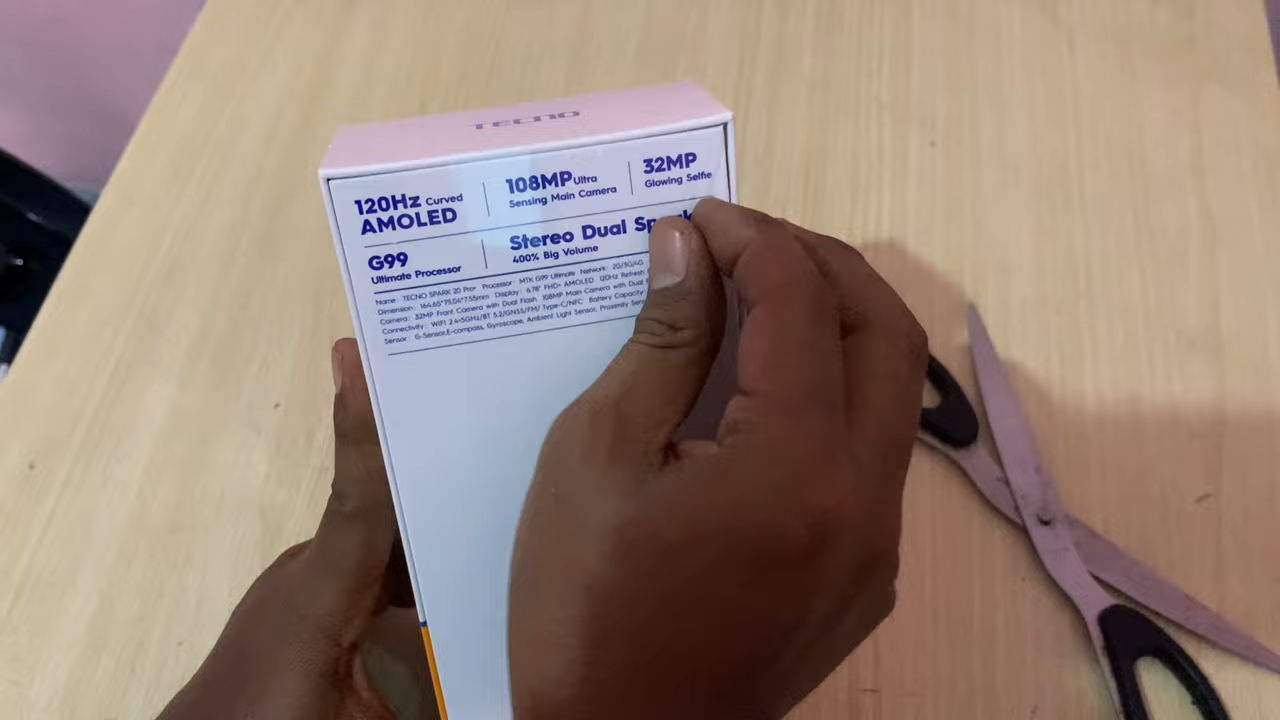 TECNO
120Hz Curved
AMOLED
108MP Ultra
Sensing Main Camera
32MP
Glowing Selfie
G99
Ultimate Processor
Stereo Dual
400% Big Volume
Name: TECNO SPARK 20 Pro+ Processor: MTK G99 Ultimate Network: 2G/3G/4G
Dimension: 164.65*75.04*7.55mm Display: 6.78" FHD+ AMOLED 120Hz Refresh
Camera: 32MP Front Camera with Dual Flash 108MP Main Camera with Dual
Connectivity: WIFI 2.4+5GHz/BT 5.2/GNSS/FM/ Type-C/NFC Battery Capacity
Sensor: G-Sensor,E-compass, Gyroscope, Ambient Light Sensor, Proximity